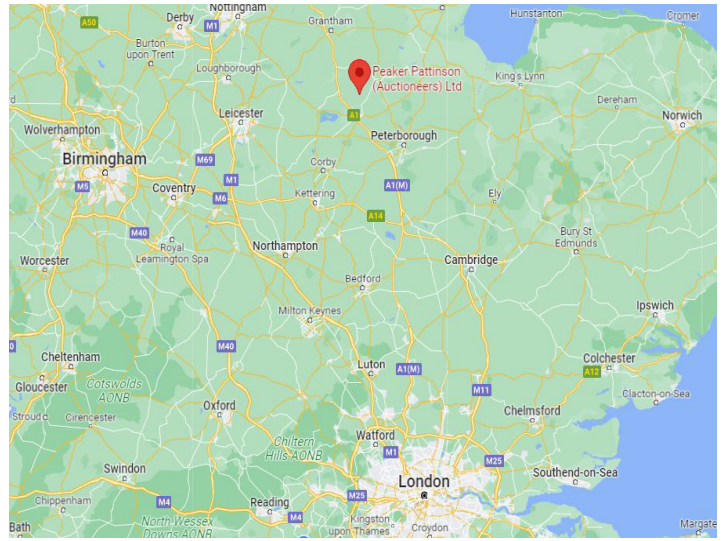 Nottingham
Hunstanton
Cromer
A50
Derby
Grantham
M1
Burton
upon Trent
Loughborough
Peaker Pattinson
(Auctioneers) Ltd
King's Lynn
Dereham
Norwich
Leicester
A1
Wolverhampton
Peterborough
Birmingham
M69
Corby
M5
Coventry
M1
A1(M)
M6
Kettering
Ely
A14
M40
Royal
Leamington Spa
Northampton
Bury St
Edmunds
Worcester
Cambridge
Bedford
Milton Keynes
Ipswich
M40
Cheltenham
Luton
A1(M)
Colchester
A12
Gloucester
Cotswolds
AONB
M11
Clacton-on-Sea
Stroud
Cirencester
Oxford
Chelmsford
Chiltern
Hills AONB
Watford
M1
M25
Swindon
London
Southend-on-Sea
Chippenham
M4
Reading
M25
M4
Kingston
upon Thames
Croydon
Bath
North Wessex
Downs AONB
Margate